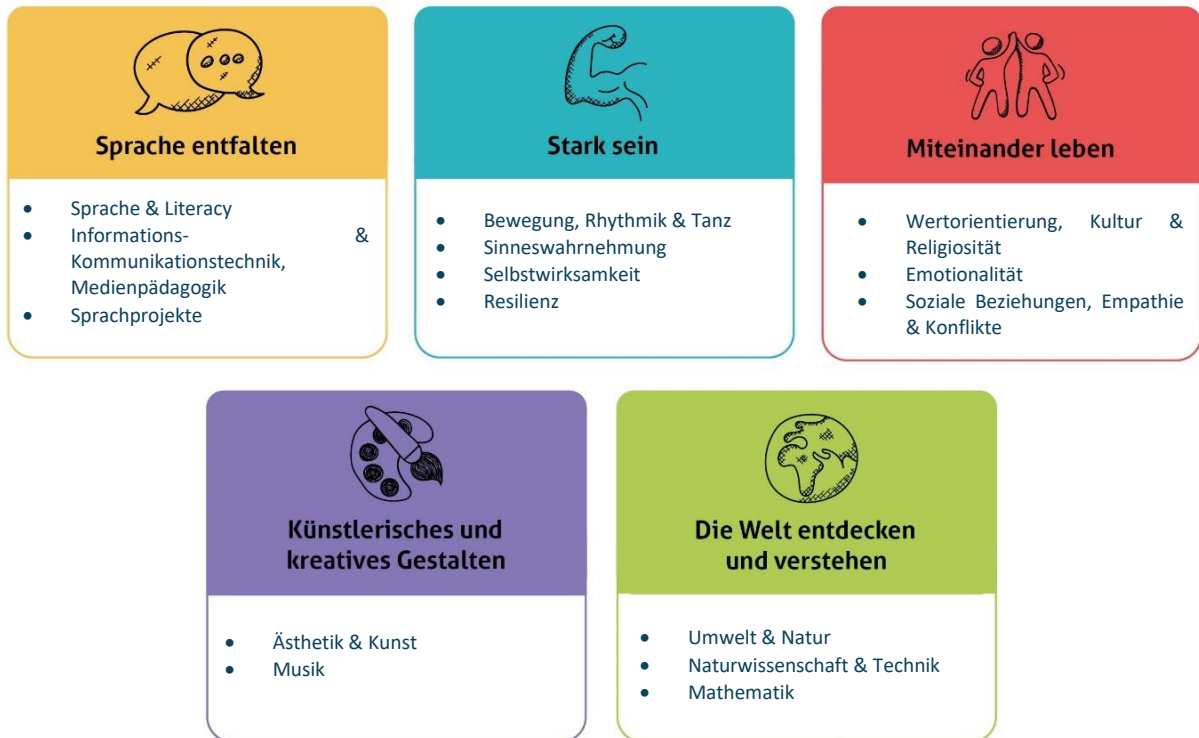 Sprache entfalten
• Sprache & Literacy
• Informations- &
Kommunikationstechnik,
Medienpädagogik
• Sprachprojekte
Stark sein
• Bewegung, Rhythmik & Tanz
• Sinneswahrnehmung
• Selbstwirksamkeit
• Resilienz
Miteinander leben
• Wertorientierung, Kultur &
Religiosität
• Emotionalität
• Soziale Beziehungen, Empathie
& Konflikte
Künstlerisches und
kreatives Gestalten
• Ästhetik & Kunst
• Musik
Die Welt entdecken
und verstehen
• Umwelt & Natur
• Naturwissenschaft & Technik
• Mathematik